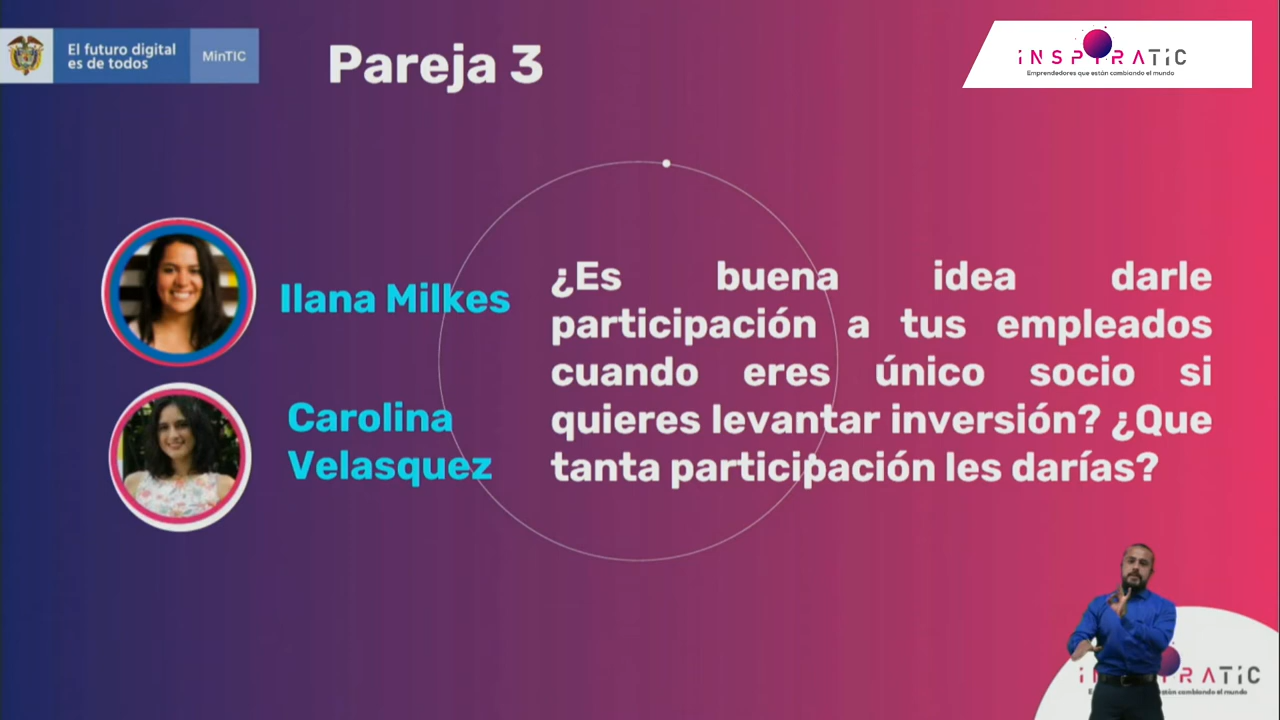 El futuro digital
es de todos
MinTIC
Pareja 3
INSPIRATIC
Emprendedores que están cambiando el mundo
Ilana Milkes
Carolina
Velasquez
¿Es buena idea darle
participación a tus empleados
cuando eres único socio si
quieres levantar inversión? ¿Que
tanta participación les darías?